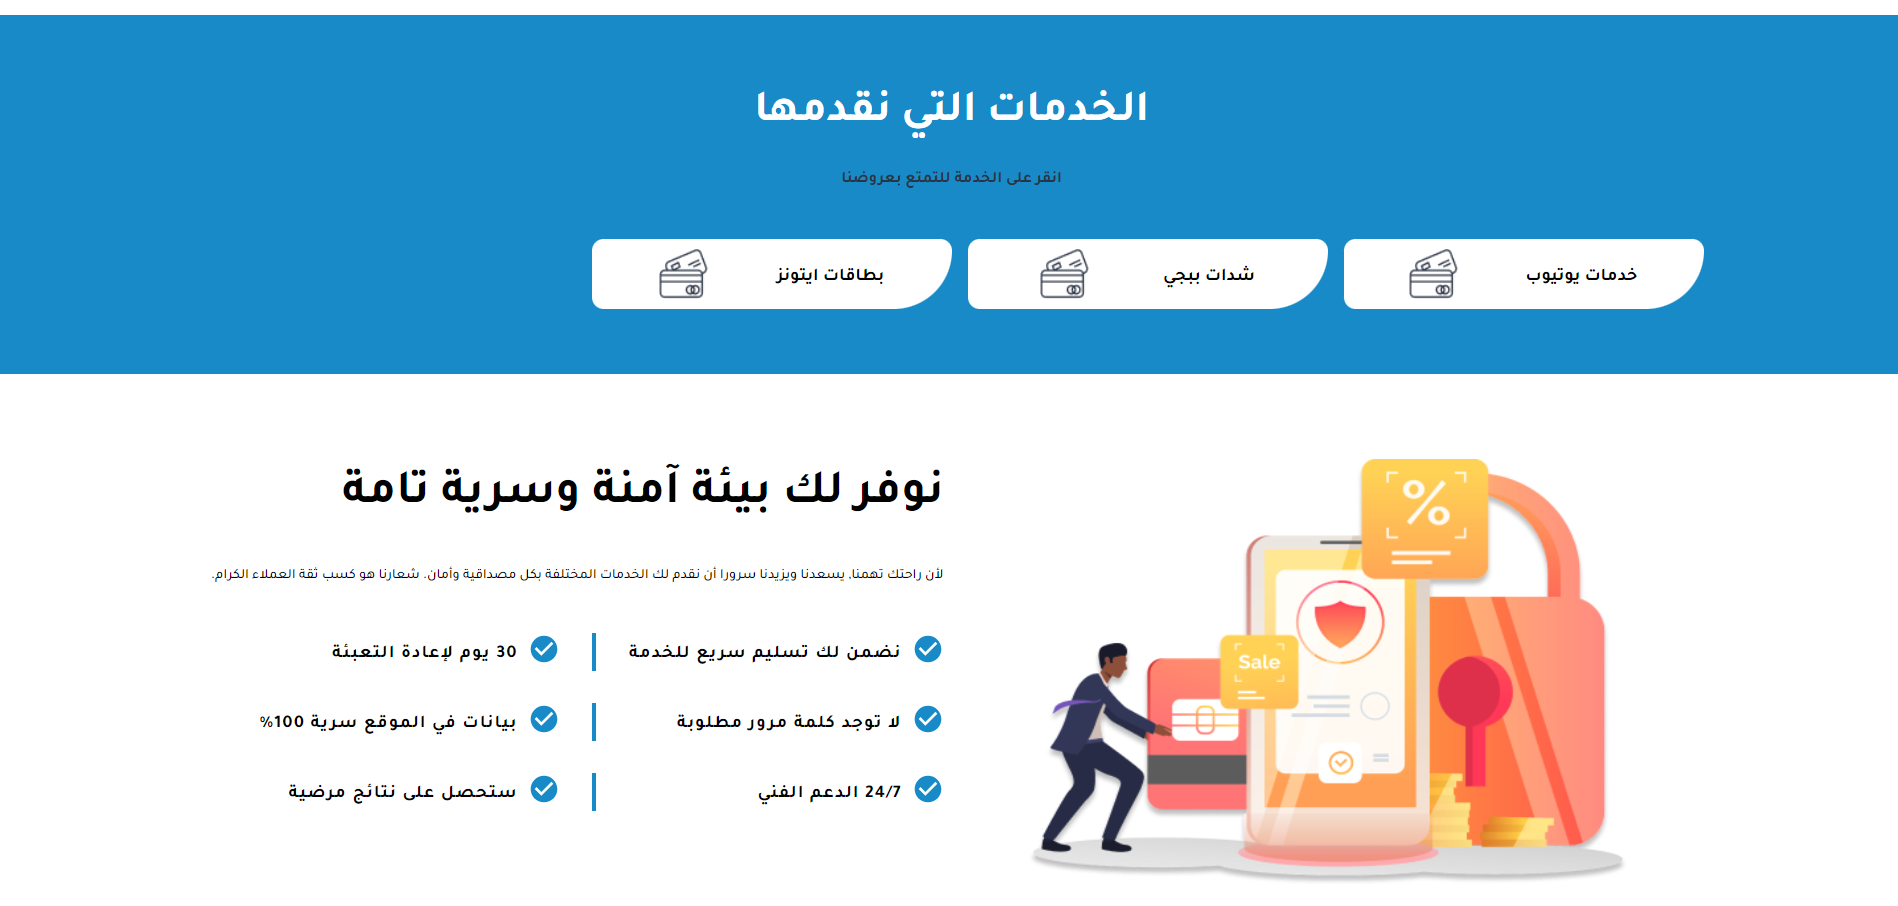 الخدمات التي نقدمها
انقر على الخدمة للتمتع بعروضنا
خدمات يوتيوب
شدات ببجي
بطاقات ايتونز
نوفر لك بيئة آمنة وسرية تامة
لأن راحتك تهمنا, يسعدنا ويزيدنا سرورا أن نقدم لك الخدمات المختلفة بكل مصداقية وأمان. شعارنا هو كسب ثقة العملاء الكرام.
نضمن لك تسليم سريع للخدمة
30 يوم لإعادة التعبئة
لا توجد كلمة مرور مطلوبة
بيانات في الموقع سرية 100%
24/7 الدعم الفني
ستحصل على نتائج مرضية
%
Sale